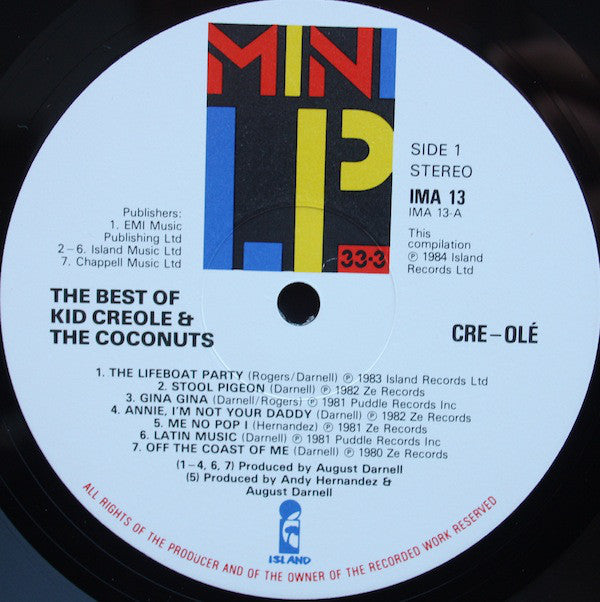 MINI
LP
33·3
SIDE 1
STEREO
IMA 13
IMA 13-A
This
compilation
℗ 1984 Island
Records Ltd
Publishers:
1. EMI Music
Publishing Ltd
2–6. Island Music Ltd
7. Chappell Music Ltd
THE BEST OF
KID CREOLE &
THE COCONUTS
CRE–OLÉ
1. THE LIFEBOAT PARTY (Rogers/Darnell) ℗ 1983 Island Records Ltd
2. STOOL PIGEON (Darnell) ℗ 1982 Ze Records
3. GINA GINA (Darnell/Rogers) ℗ 1981 Puddle Records Inc
4. ANNIE, I'M NOT YOUR DADDY (Darnell) ℗ 1982 Ze Records
5. ME NO POP I (Hernandez) ℗ 1981 Ze Records
6. LATIN MUSIC (Darnell) ℗ 1981 Puddle Records Inc
7. OFF THE COAST OF ME (Darnell) ℗ 1980 Ze Records
(1–4, 6, 7) Produced by August Darnell
(5) Produced by Andy Hernandez &
August Darnell
ISLAND
ALL RIGHTS OF THE PRODUCER AND OF THE OWNER OF THE RECORDED WORK RESERVED